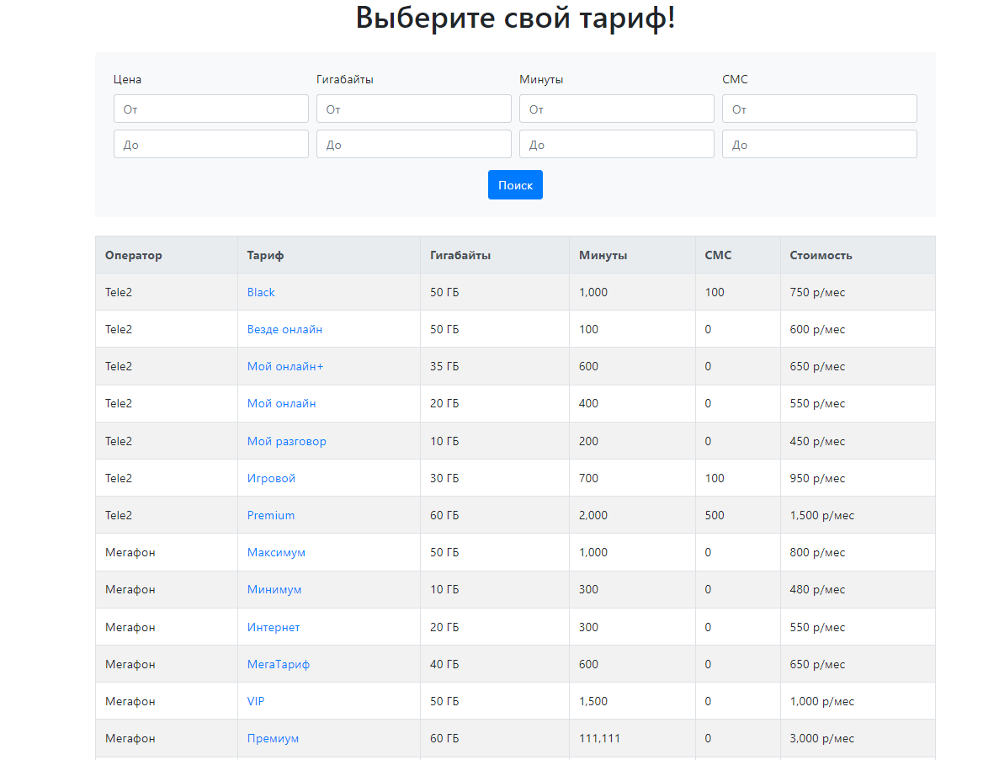 Выберите свой тариф!
Цена Гигабайты Минуты СМС
От От От От
До До До До
Поиск
Оператор Тариф Гигабайты Минуты СМС Стоимость
Tele2 Black 50 ГБ 1,000 100 750 р/мес
Tele2 Везде онлайн 50 ГБ 100 0 600 р/мес
Tele2 Мой онлайн+ 35 ГБ 600 0 650 р/мес
Tele2 Мой онлайн 20 ГБ 400 0 550 р/мес
Tele2 Мой разговор 10 ГБ 200 0 450 р/мес
Tele2 Игровой 30 ГБ 700 100 950 р/мес
Tele2 Premium 60 ГБ 2,000 500 1,500 р/мес
Мегафон Максимум 50 ГБ 1,000 0 800 р/мес
Мегафон Минимум 10 ГБ 300 0 480 р/мес
Мегафон Интернет 20 ГБ 300 0 550 р/мес
Мегафон МегаТариф 40 ГБ 600 0 650 р/мес
Мегафон VIP 50 ГБ 1,500 0 1,000 р/мес
Мегафон Премиум 60 ГБ 111,111 0 3,000 р/мес